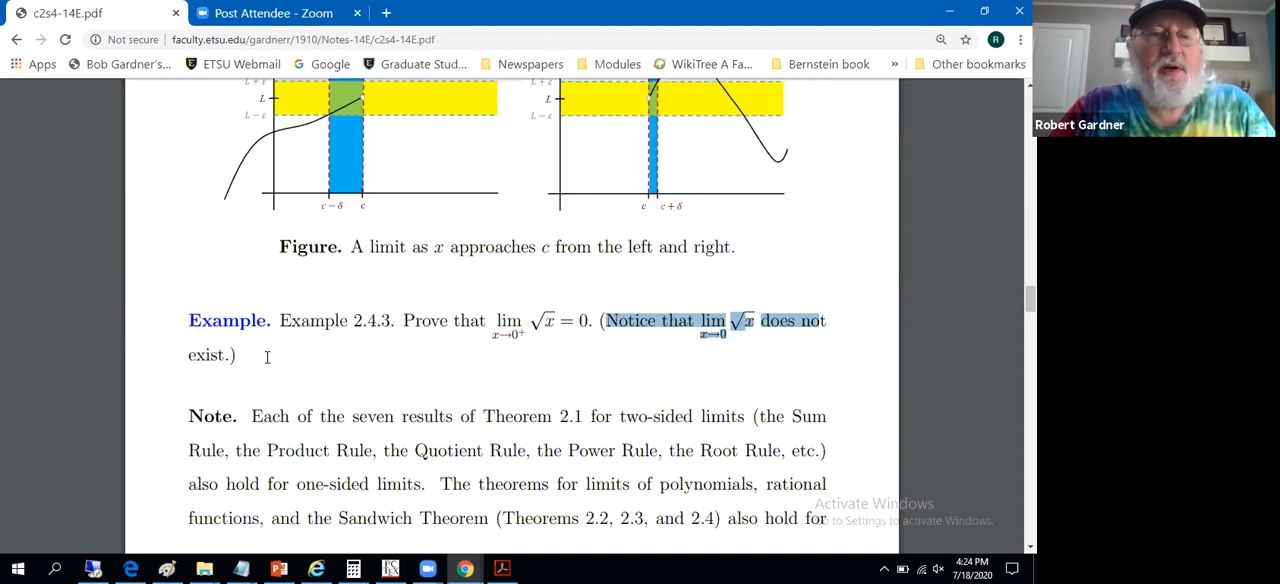 c2s4-14E.pdf
Post Attendee - Zoom
Not secure | faculty.etsu.edu/gardnerr/1910/Notes-14E/c2s4-14E.pdf
R
Apps Bob Gardner's... ETSU Webmail Google Graduate Stud... Newspapers Modules WikiTree A Fa... Bernstein book » Other bookmarks
L + ε L + ε
L L
L − ε L − ε
c − δ c c c + δ
Figure. A limit as x approaches c from the left and right.
Example. Example 2.4.3. Prove that lim x→0⁺ √x = 0. (Notice that lim x→0 √x does not
exist.)
Note. Each of the seven results of Theorem 2.1 for two-sided limits (the Sum
Rule, the Product Rule, the Quotient Rule, the Power Rule, the Root Rule, etc.)
also hold for one-sided limits. The theorems for limits of polynomials, rational
functions, and the Sandwich Theorem (Theorems 2.2, 2.3, and 2.4) also hold for
Activate Windows
Go to Settings to activate Windows.
Robert Gardner
4:24 PM
7/18/2020